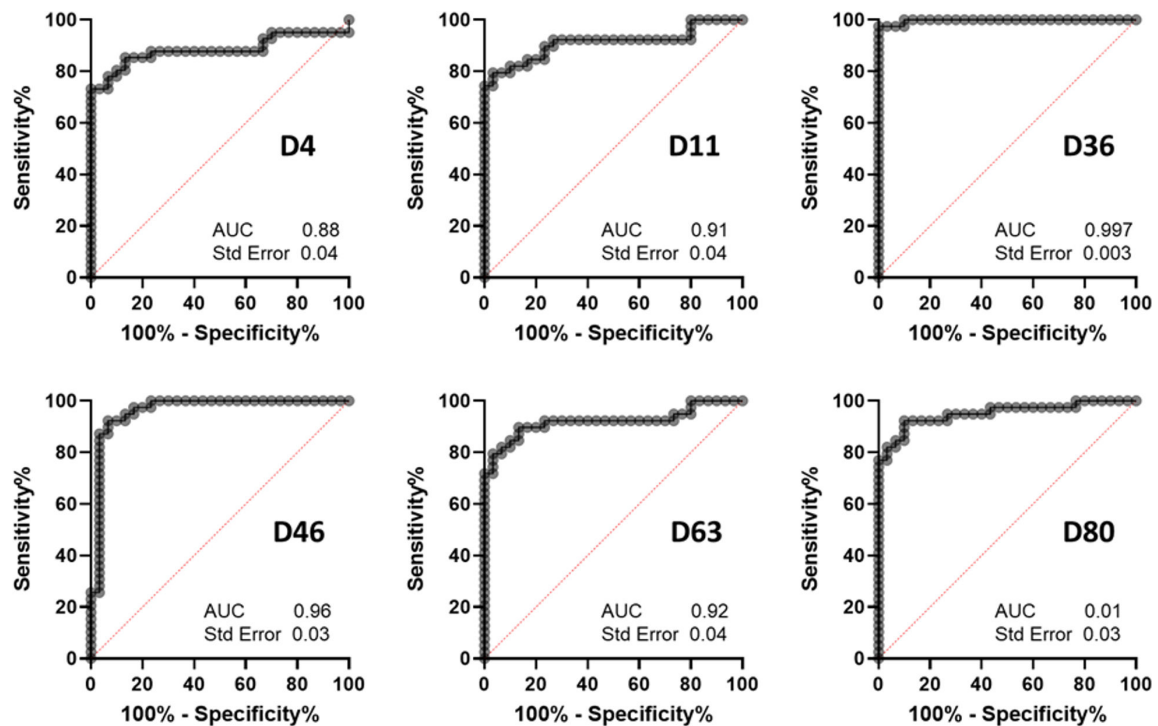 100
80
60
40
20
0
Sensitivity%
D4
AUC 0.88
Std Error 0.04
0 20 40 60 80 100
100% - Specificity%
100
80
60
40
20
0
Sensitivity%
D11
AUC 0.91
Std Error 0.04
0 20 40 60 80 100
100% - Specificity%
100
80
60
40
20
0
Sensitivity%
D36
AUC 0.997
Std Error 0.003
0 20 40 60 80 100
100% - Specificity%
100
80
60
40
20
0
Sensitivity%
D46
AUC 0.96
Std Error 0.03
0 20 40 60 80 100
100% - Specificity%
100
80
60
40
20
0
Sensitivity%
D63
AUC 0.92
Std Error 0.04
0 20 40 60 80 100
100% - Specificity%
100
80
60
40
20
0
Sensitivity%
D80
AUC 0.01
Std Error 0.03
0 20 40 60 80 100
100% - Specificity%